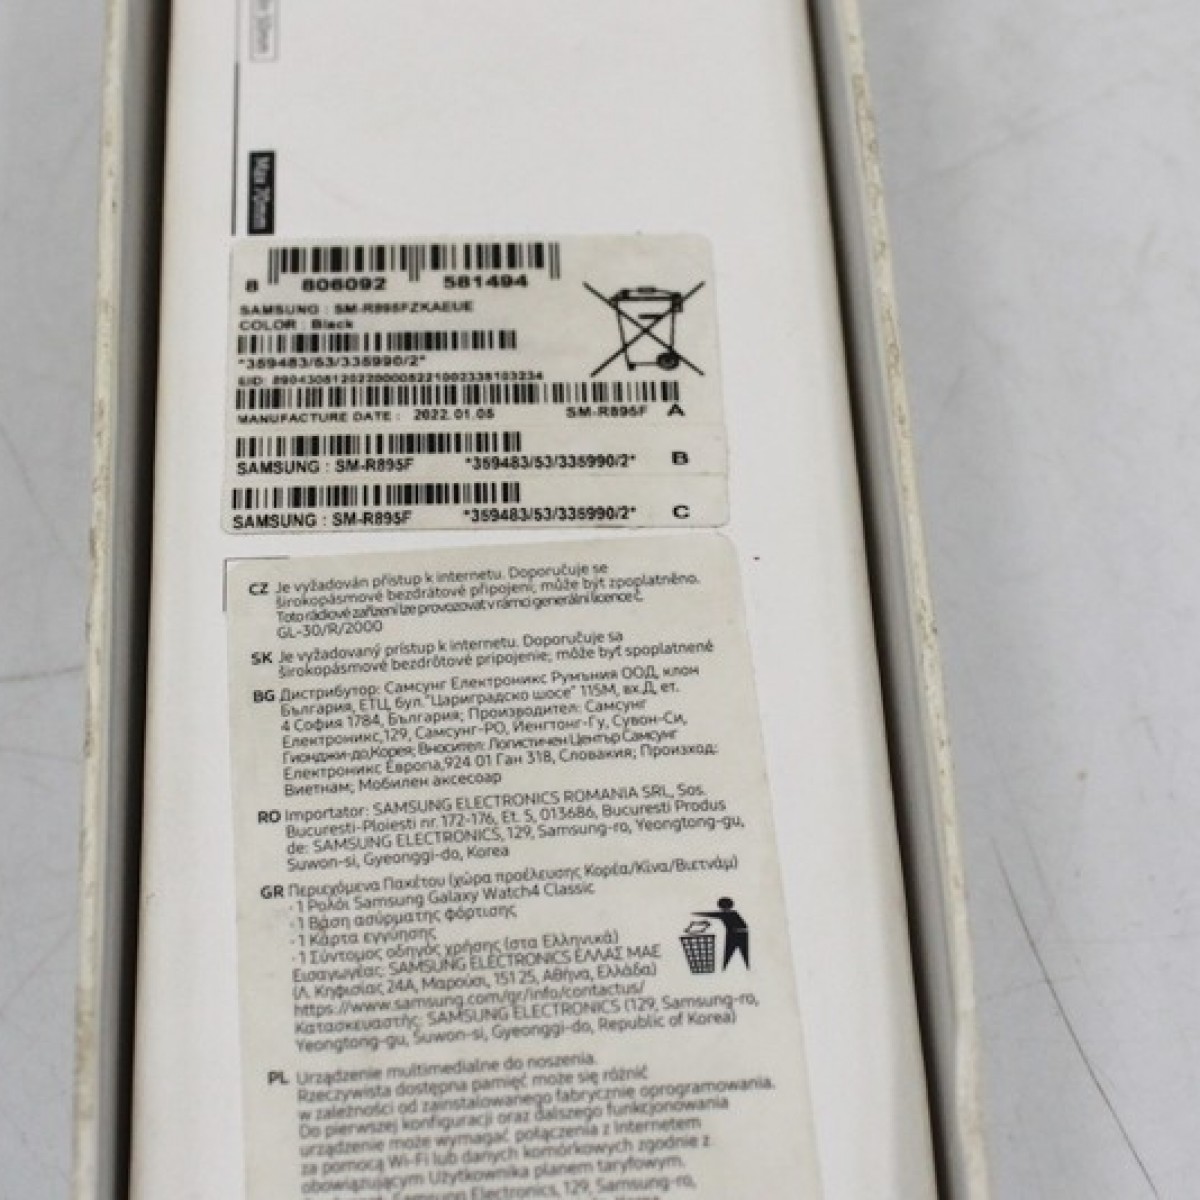 Max 70mm
8 806092 581494
SAMSUNG : SM-R895FZKAEUE
COLOR : Black
*359483/53/335990/2*
EID: 89043081202200005221002338103234
MANUFACTURE DATE : 2022.01.05 SM-R895F A
SAMSUNG : SM-R895F *359483/53/335990/2* B
SAMSUNG : SM-R895F *359483/53/335990/2* C
CZ Je vyžadován přístup k internetu. Doporučuje se
širokopásmové bezdrátové připojení; může být zpoplatněno.
Toto rádiové zařízení lze provozovat v rámci generální licence č.
GL-30/R/2000
SK Je vyžadovaný prístup k internetu. Doporučuje sa
širokopásmové bezdrôtové pripojenie; môže byť spoplatnené
BG Дистрибутор: Самсунг Електроникс Румъния ООД, клон
България, ЕТЦ, бул."Цариградско шосе" 115М, вх.Д, ет.
4 София 1784, България; Производител: Самсунг
Електроникс,129, Самсунг-РО, Йенгтонг-Гу, Сувон-Си,
Гионджи-до,Корея; Вносител: Логистичен Център Самсунг
Електроникс Европа,924 01 Ган 318, Словакия; Произход:
Виетнам; Мобилен аксесоар
RO Importator: SAMSUNG ELECTRONICS ROMANIA SRL, Sos.
Bucuresti-Ploiesti nr. 172-176, Et. 5, 013686, Bucuresti Produs
de: SAMSUNG ELECTRONICS, 129, Samsung-ro, Yeongtong-gu,
Suwon-si, Gyeonggi-do, Korea
GR Περιεχόμενα Πακέτου (χώρα προέλευσης Κορέα/Κίνα/Βιετνάμ)
· 1 Ρολόι Samsung Galaxy Watch4 Classic
· 1 Βάση ασύρματης φόρτισης
· 1 Κάρτα εγγύησης
· 1 Σύντομος οδηγός χρήσης (στα Ελληνικά)
Εισαγωγέας: SAMSUNG ELECTRONICS ΕΛΛΑΣ ΜΑΕ
(Λ. Κηφισίας 24Α, Μαρούσι, 151 25, Αθήνα, Ελλάδα)
https://www.samsung.com/gr/info/contactus/
Κατασκευαστής: SAMSUNG ELECTRONICS (129, Samsung-ro,
Yeongtong-gu, Suwon-si, Gyeonggi-do, Republic of Korea)
PL Urządzenie multimedialne do noszenia.
Rzeczywista dostępna pamięć może się różnić
w zależności od zainstalowanego fabrycznie oprogramowania.
Do pierwszej konfiguracji oraz dalszego funkcjonowania
urządzenie może wymagać połączenia z Internetem
za pomocą Wi-Fi lub danych komórkowych zgodnie z
obowiązującym Użytkownika planem taryfowym.
Samsung Electronics, 129, Samsung-ro,